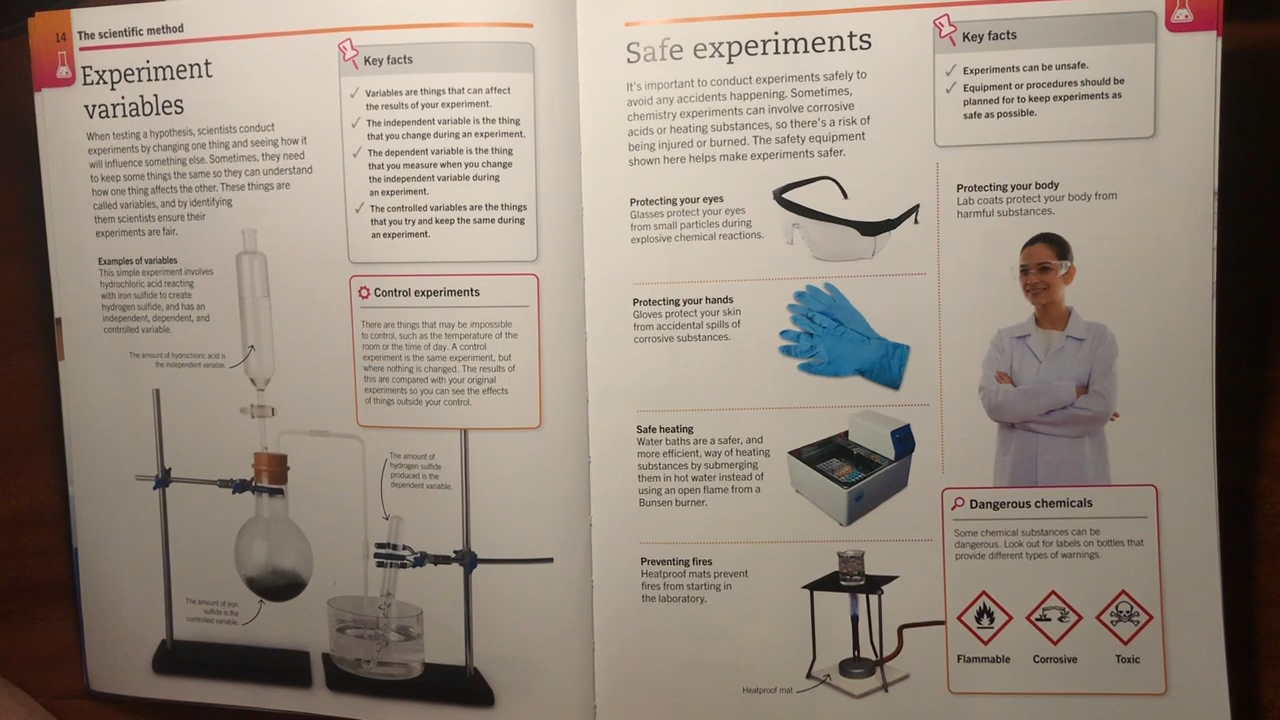 14 The scientific method
Experiment
variables
When testing a hypothesis, scientists conduct
experiments by changing one thing and seeing how it
will influence something else. Sometimes, they need
to keep some things the same so they can understand
how one thing affects the other. These things are
called variables, and by identifying
them scientists ensure their
experiments are fair.
Key facts
✓ Variables are things that can affect
the results of your experiment.
✓ The independent variable is the thing
that you change during an experiment.
✓ The dependent variable is the thing
that you measure when you change
the independent variable during
an experiment.
✓ The controlled variables are the things
that you try and keep the same during
an experiment.
Examples of variables
This simple experiment involves
hydrochloric acid reacting
with iron sulfide to create
hydrogen sulfide, and has an
independent, dependent, and
controlled variable.
The amount of hydrochloric acid is
the independent variable.
Control experiments
There are things that may be impossible
to control, such as the temperature of the
room or the time of day. A control
experiment is the same experiment, but
where nothing is changed. The results of
this are compared with your original
experiments so you can see the effects
of things outside your control.
The amount of
hydrogen sulfide
produced is the
dependent variable.
The amount of iron
sulfide is the
controlled variable.
Safe experiments
It's important to conduct experiments safely to
avoid any accidents happening. Sometimes,
chemistry experiments can involve corrosive
acids or heating substances, so there's a risk of
being injured or burned. The safety equipment
shown here helps make experiments safer.
Key facts
✓ Experiments can be unsafe.
✓ Equipment or procedures should be
planned for to keep experiments as
safe as possible.
Protecting your eyes
Glasses protect your eyes
from small particles during
explosive chemical reactions.
Protecting your hands
Gloves protect your skin
from accidental spills of
corrosive substances.
Safe heating
Water baths are a safer, and
more efficient, way of heating
substances by submerging
them in hot water instead of
using an open flame from a
Bunsen burner.
Preventing fires
Heatproof mats prevent
fires from starting in
the laboratory.
Heatproof mat
Protecting your body
Lab coats protect your body from
harmful substances.
Dangerous chemicals
Some chemical substances can be
dangerous. Look out for labels on bottles that
provide different types of warnings.
Flammable Corrosive Toxic